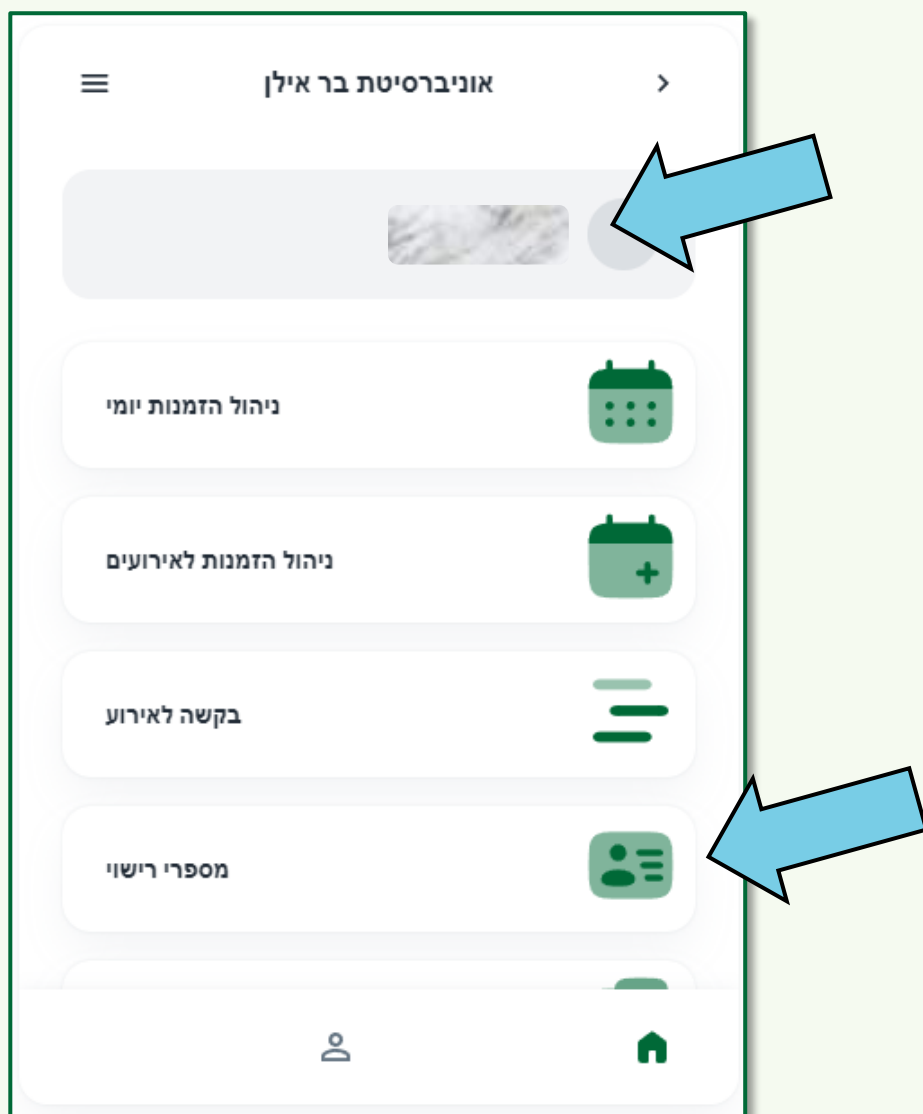 אוניברסיטת בר אילן
ניהול הזמנות יומי
ניהול הזמנות לאירועים
בקשה לאירוע
מספרי רישוי